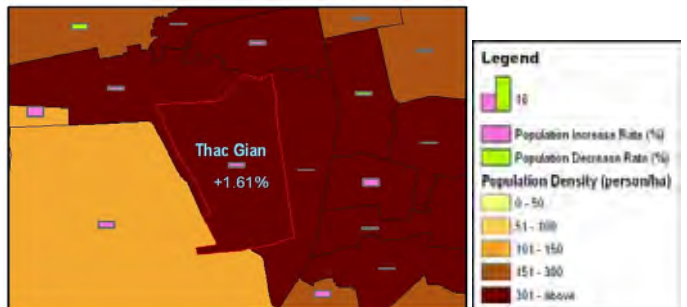 Thac Gian
+1.61%
Legend
16
Population Increase Rate (%)
Population Decrease Rate (%)
Population Density (person/ha)
0 - 50
51 - 100
101 - 150
151 - 300
301 - above